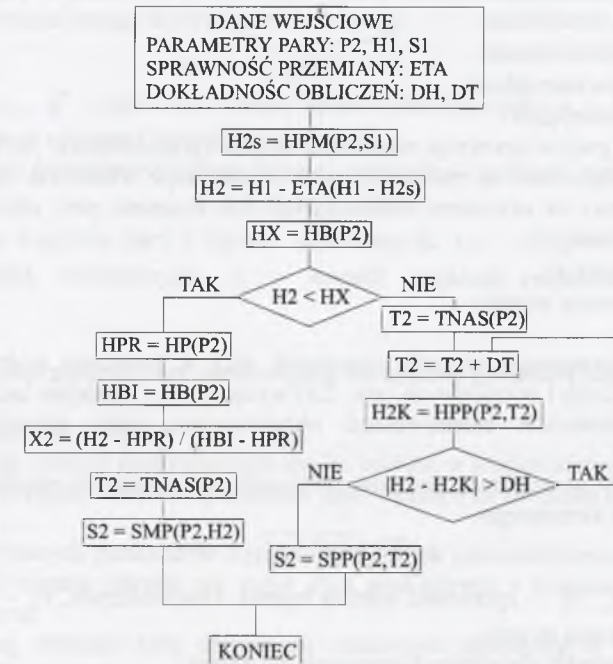 DANE WEJŚCIOWE
PARAMETRY PARY: P2, H1, S1
SPRAWNOŚĆ PRZEMIANY: ETA
DOKŁADNOŚC OBLICZEŃ: DH, DT
H2s = HPM(P2,S1)
H2 = H1 - ETA(H1 - H2s)
HX = HB(P2)
H2 < HX
TAK
NIE
HPR = HP(P2)
HBI = HB(P2)
X2 = (H2 - HPR) / (HBI - HPR)
T2 = TNAS(P2)
S2 = SMP(P2,H2)
T2 = TNAS(P2)
T2 = T2 + DT
H2K = HPP(P2,T2)
|H2 - H2K| > DH
NIE
TAK
S2 = SPP(P2,T2)
KONIEC